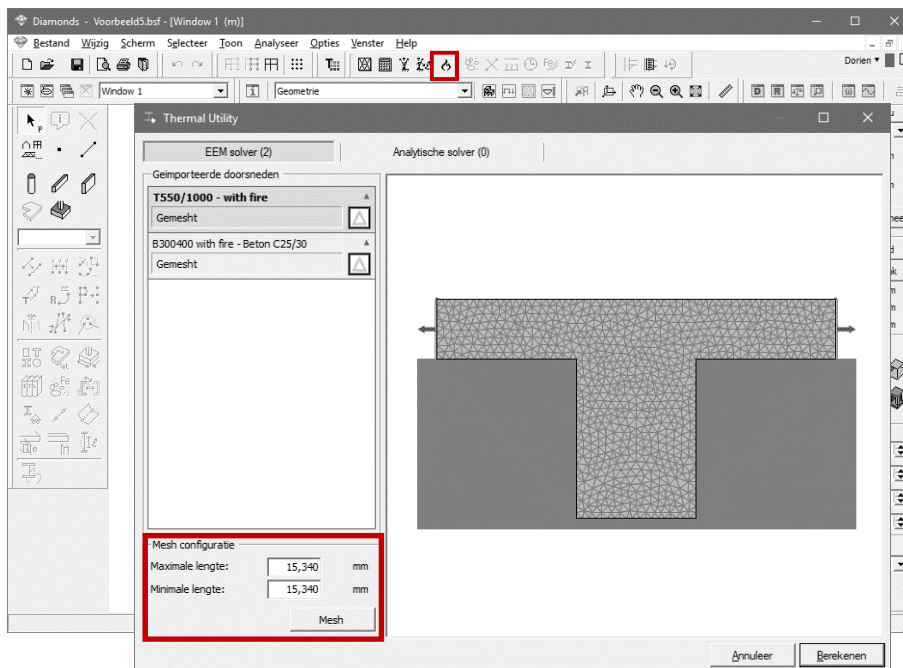 Diamonds - Voorbeeld5.bsf - [Window 1 (m)]
Bestand Wijzig Scherm Selecteer Toon Analyseer Opties Venster Help
Dorien
Window 1 Geometrie
Thermal Utility
EEM solver (2) Analytische solver (0)
Geïmporteerde doorsneden
T550/1000 - with fire
Gemesht
B300400 with fire - Beton C25/30
Gemesht
Mesh configuratie
Maximale lengte: 15,340 mm
Minimale lengte: 15,340 mm
Mesh
Annuleer Berekenen